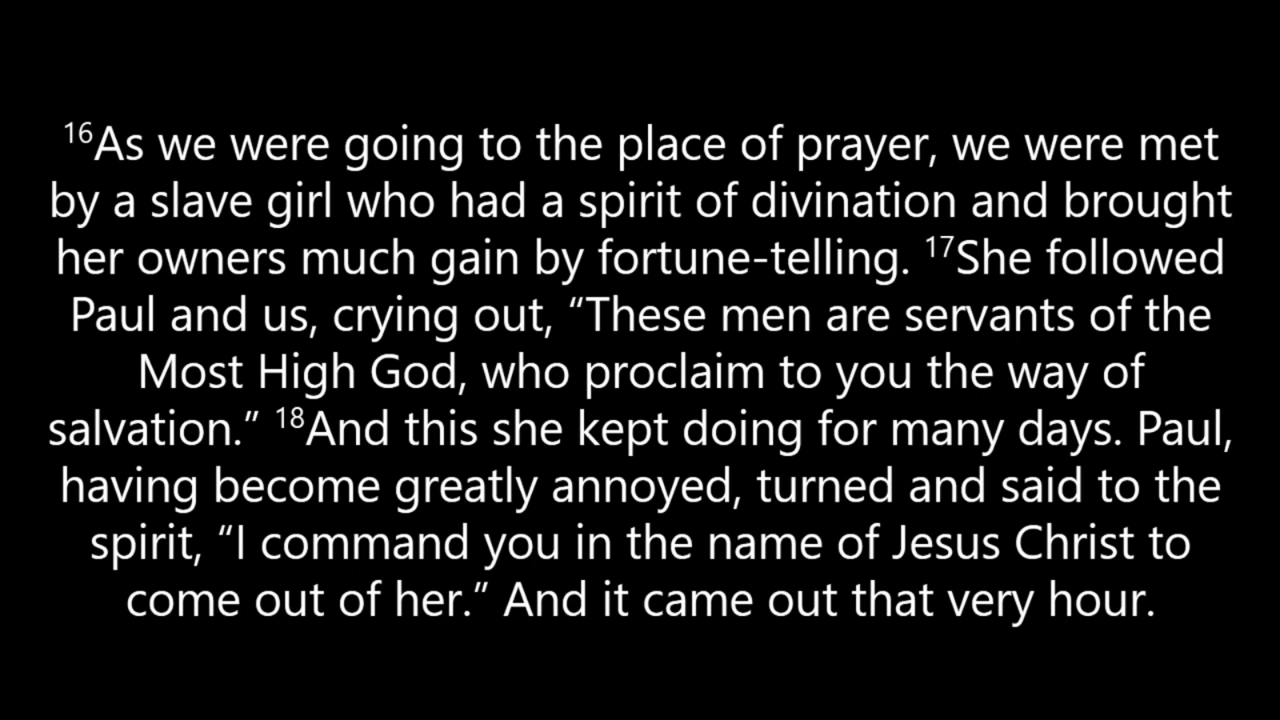 16As we were going to the place of prayer, we were met
by a slave girl who had a spirit of divination and brought
her owners much gain by fortune-telling. 17She followed
Paul and us, crying out, “These men are servants of the
Most High God, who proclaim to you the way of
salvation.” 18And this she kept doing for many days. Paul,
having become greatly annoyed, turned and said to the
spirit, “I command you in the name of Jesus Christ to
come out of her.” And it came out that very hour.